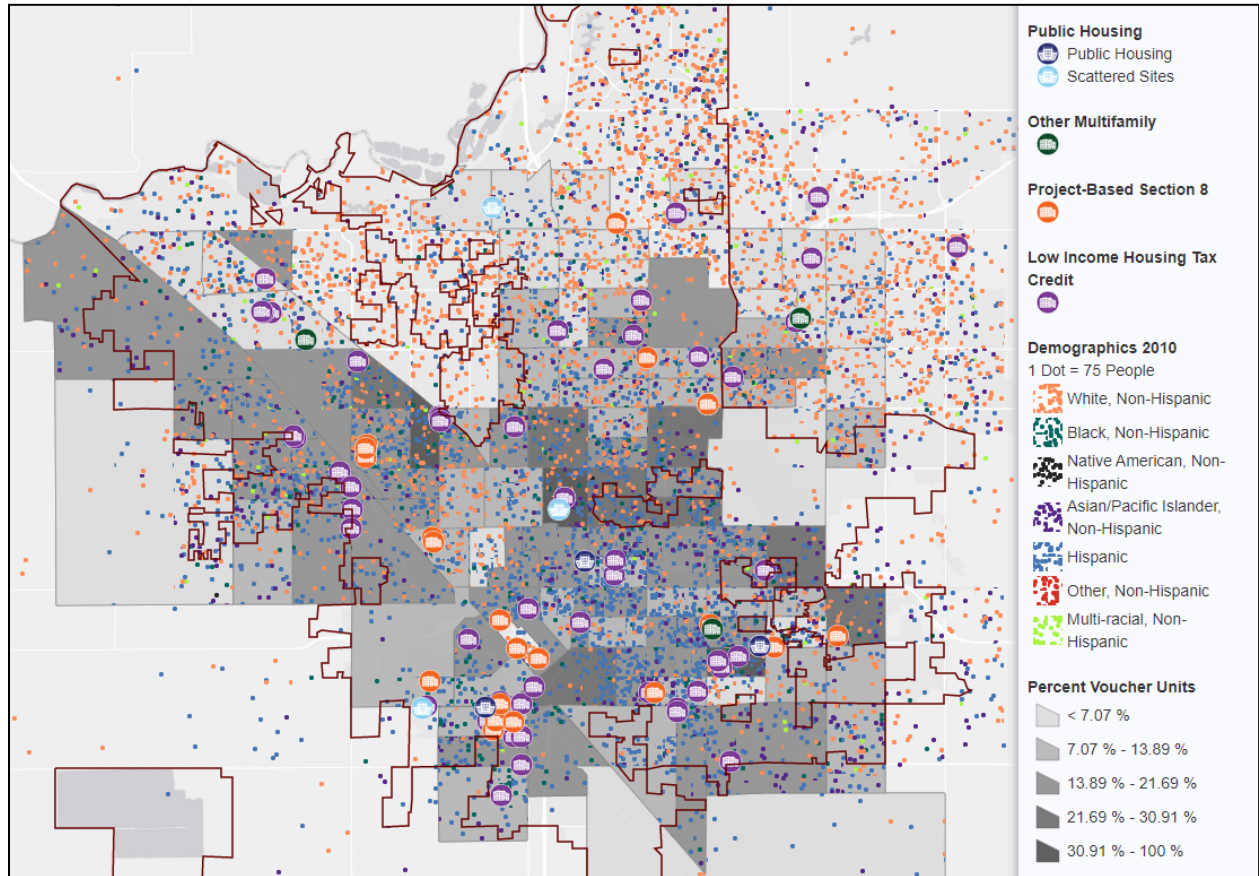 Public Housing
Public Housing
Scattered Sites
Other Multifamily
Project-Based Section 8
Low Income Housing Tax
Credit
Demographics 2010
1 Dot = 75 People
White, Non-Hispanic
Black, Non-Hispanic
Native American, Non-
Hispanic
Asian/Pacific Islander,
Non-Hispanic
Hispanic
Other, Non-Hispanic
Multi-racial, Non-
Hispanic
Percent Voucher Units
< 7.07 %
7.07 % - 13.89 %
13.89 % - 21.69 %
21.69 % - 30.91 %
30.91 % - 100 %